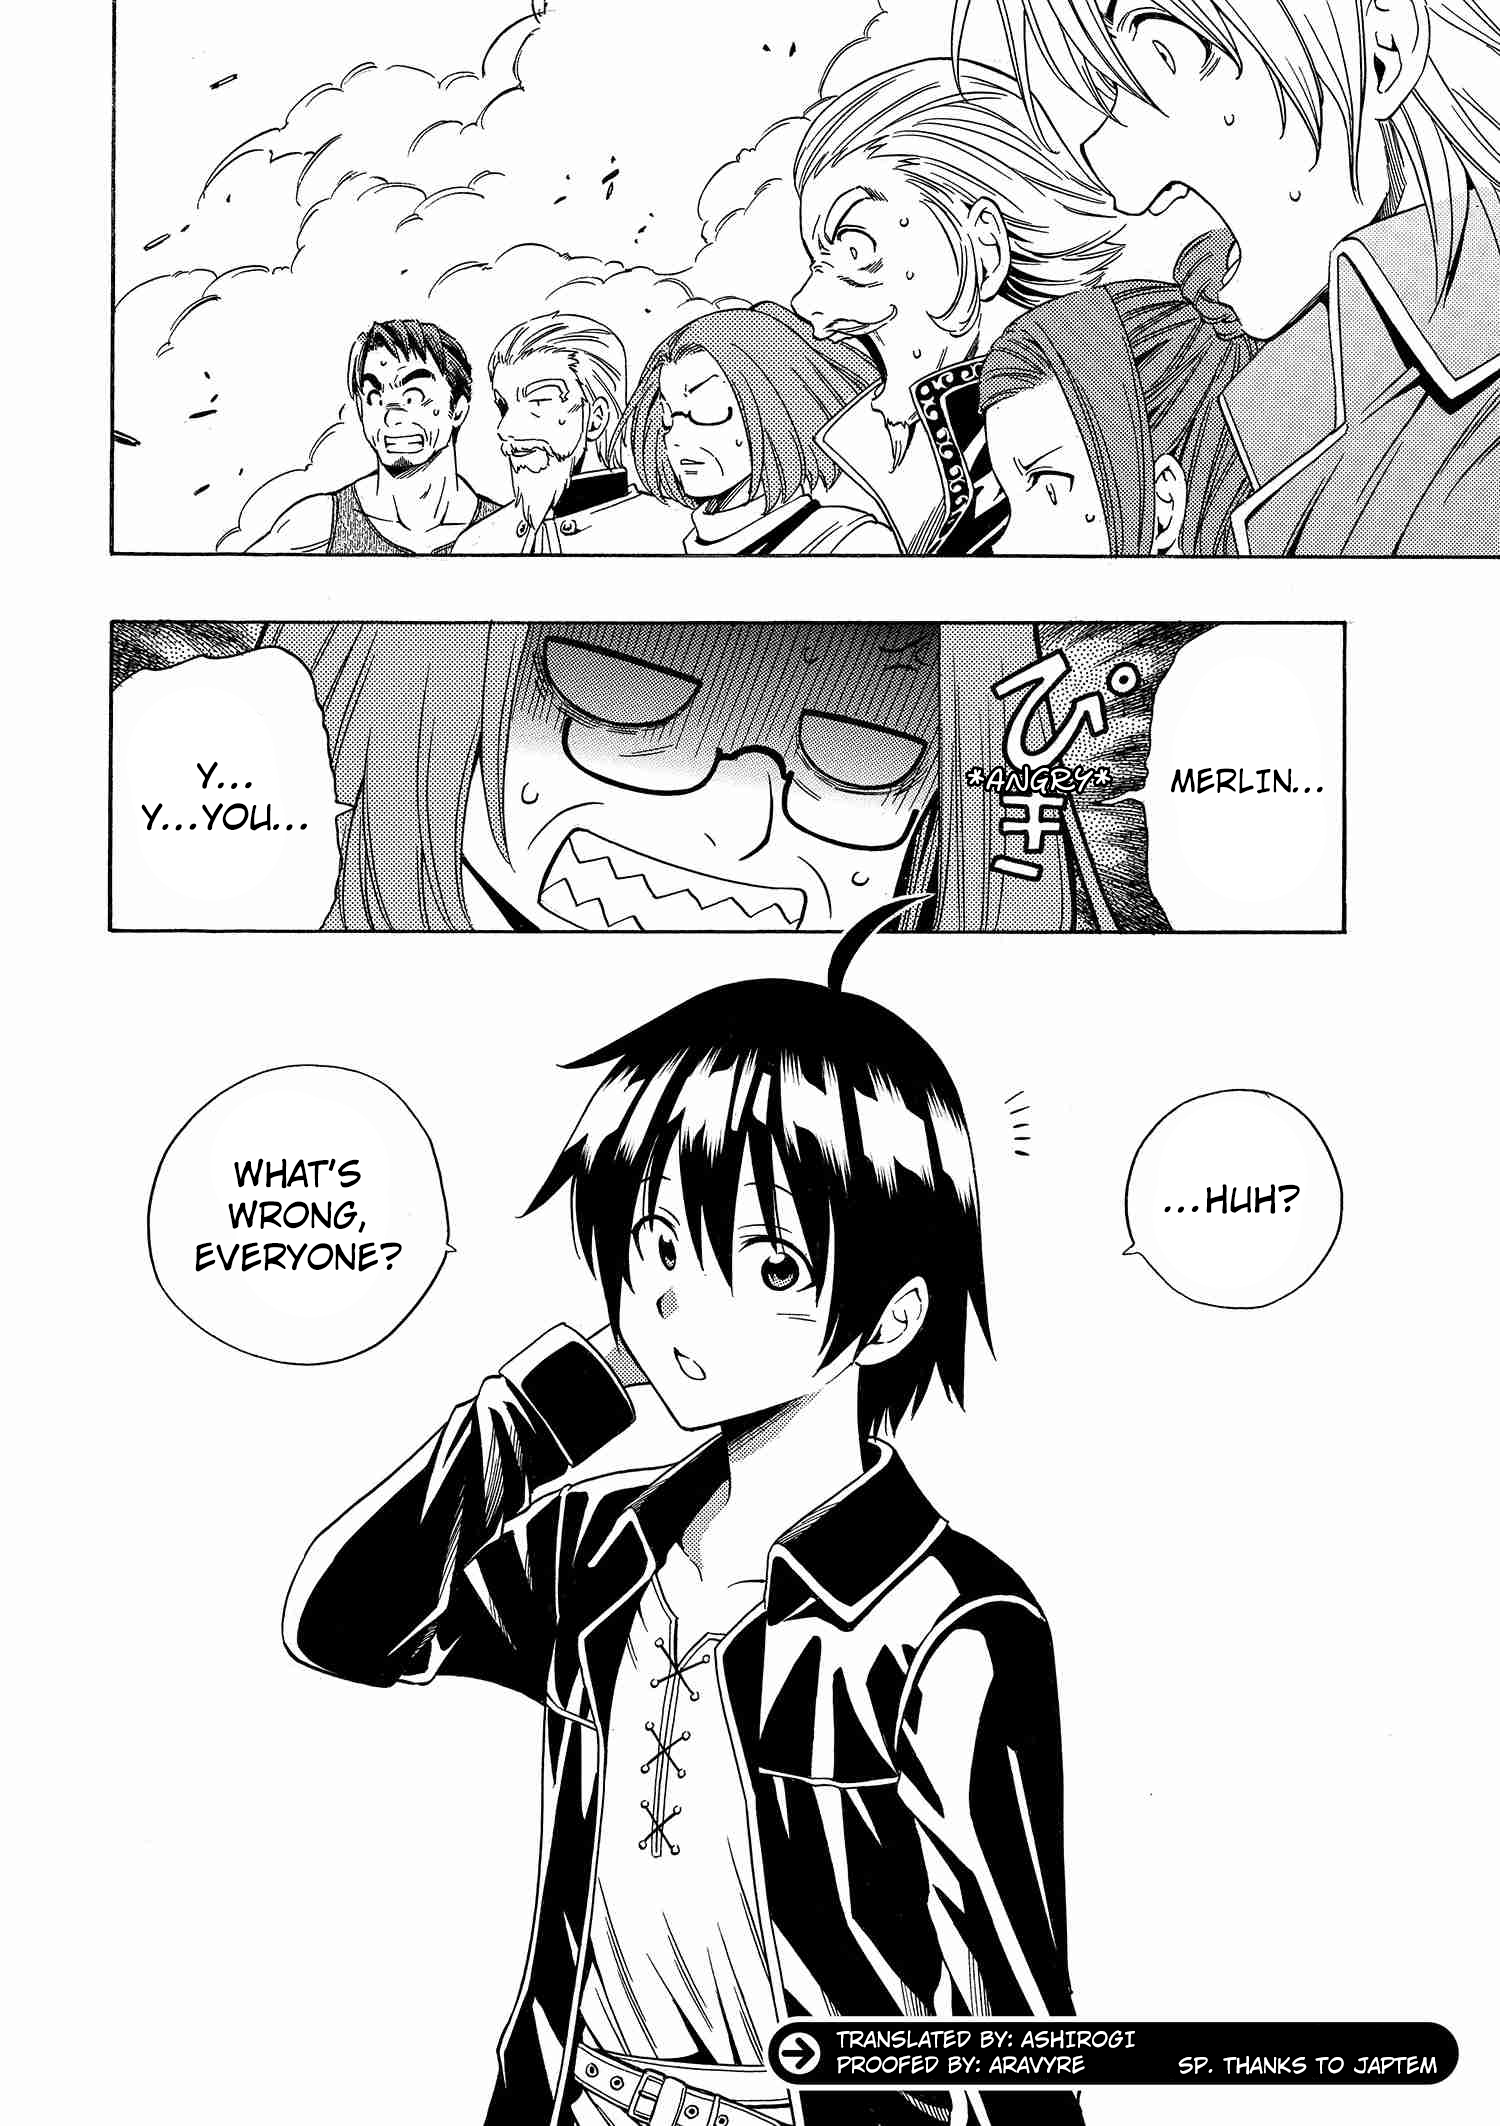 MERLIN...
ぴキー
*ANGRY*
Y...
Y...YOU...
...HUH?
WHAT'S
WRONG,
EVERYONE?
TRANSLATED BY: ASHIROGI
PROOFED BY: ARAVYRE
SP. THANKS TO JAPTEM